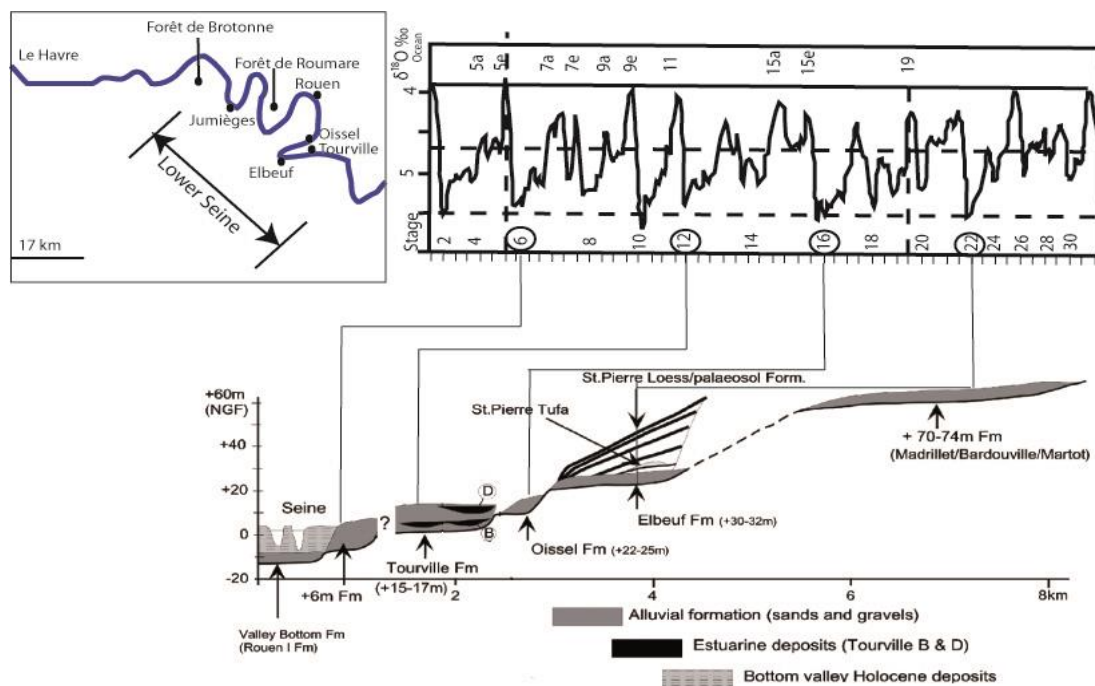 Forêt de Brotonne
Le Havre
Forêt de Roumare
Rouen
Jumièges
Oissel
Tourville
Elbeuf
Lower Seine
17 km
δ¹⁸O ‰
Ocean
4
5
Stage
5a
5e
7a
7e
9a
9e
11
15a
15e
19
2
4
6
8
10
12
14
16
18
20
22
24
26
28
30
+60m
(NGF)
+40
+20
0
-20
St.Pierre Loess/palaeosol Form.
St.Pierre Tufa
+ 70-74m Fm
(Madrillet/Bardouville/Martot)
Seine
?
D
B
Elbeuf Fm (+30-32m)
Oissel Fm (+22-25m)
Tourville Fm
(+15-17m)
+6m Fm
Valley Bottom Fm
(Rouen I Fm)
2
4
6
8km
Alluvial formation (sands and gravels)
Estuarine deposits (Tourville B & D)
Bottom valley Holocene deposits